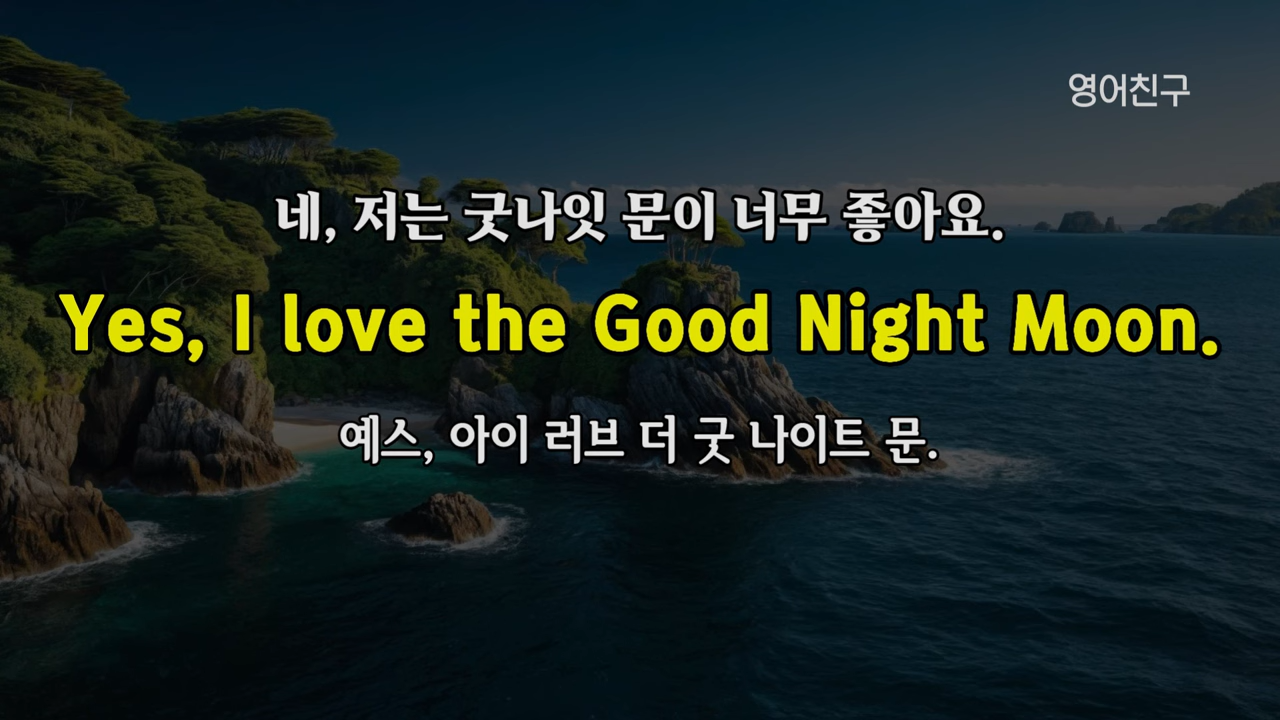 영어친구
네, 저는 굿나잇 문이 너무 좋아요.
Yes, I love the Good Night Moon.
예스, 아이 러브 더 굿 나이트 문.